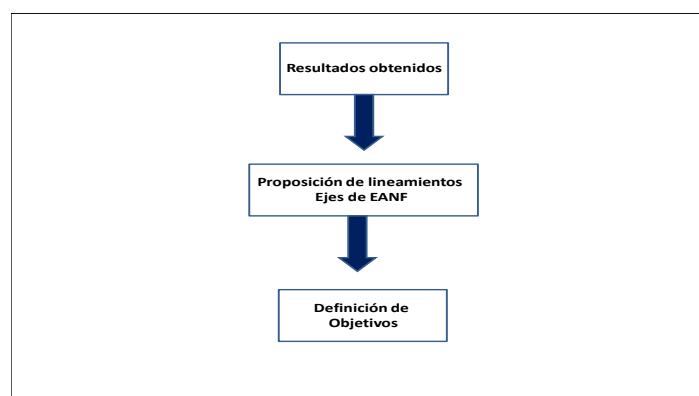 Resultados obtenidos
Proposición de lineamientos
Ejes de EANF
Definición de
Objetivos